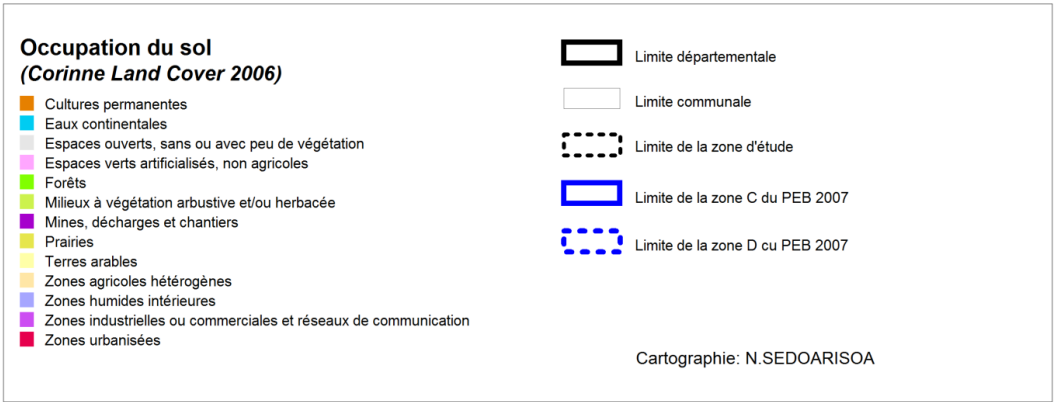 Occupation du sol
(Corinne Land Cover 2006)
Cultures permanentes
Eaux continentales
Espaces ouverts, sans ou avec peu de végétation
Espaces verts artificialisés, non agricoles
Forêts
Milieux à végétation arbustive et/ou herbacée
Mines, décharges et chantiers
Prairies
Terres arables
Zones agricoles hétérogènes
Zones humides intérieures
Zones industrielles ou commerciales et réseaux de communication
Zones urbanisées
Limite départementale
Limite communale
Limite de la zone d'étude
Limite de la zone C du PEB 2007
Limite de la zone D cu PEB 2007
Cartographie: N.SEDOARISOA